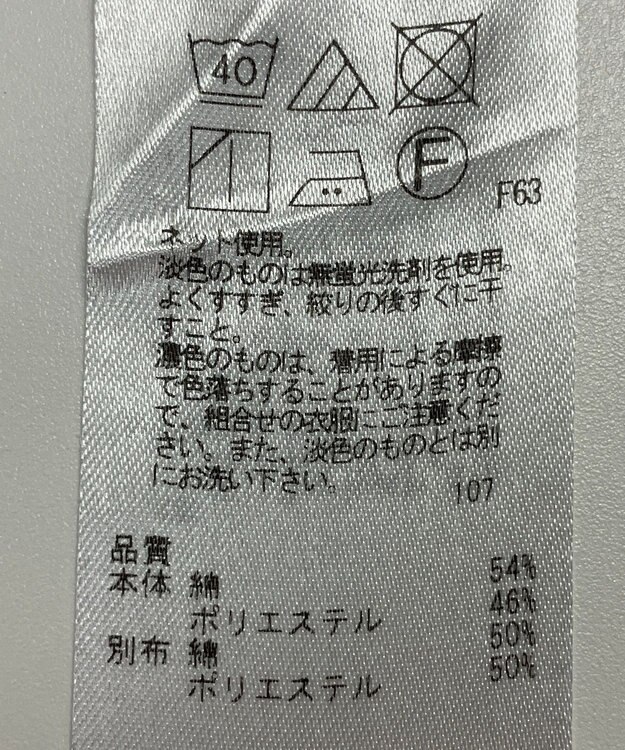 40
F
F63
ネット使用。
淡色のものは無蛍光洗剤を使用。
よくすすぎ、絞りの後すぐに干
すこと。
濃色のものは、着用による摩擦
で色落ちすることがありますの
で、組合せの衣服にご注意くだ
さい。また、淡色のものとは別
にお洗い下さい。
107
品質
本体 綿 54%
ポリエステル 46%
別布 綿 50%
ポリエステル 50%